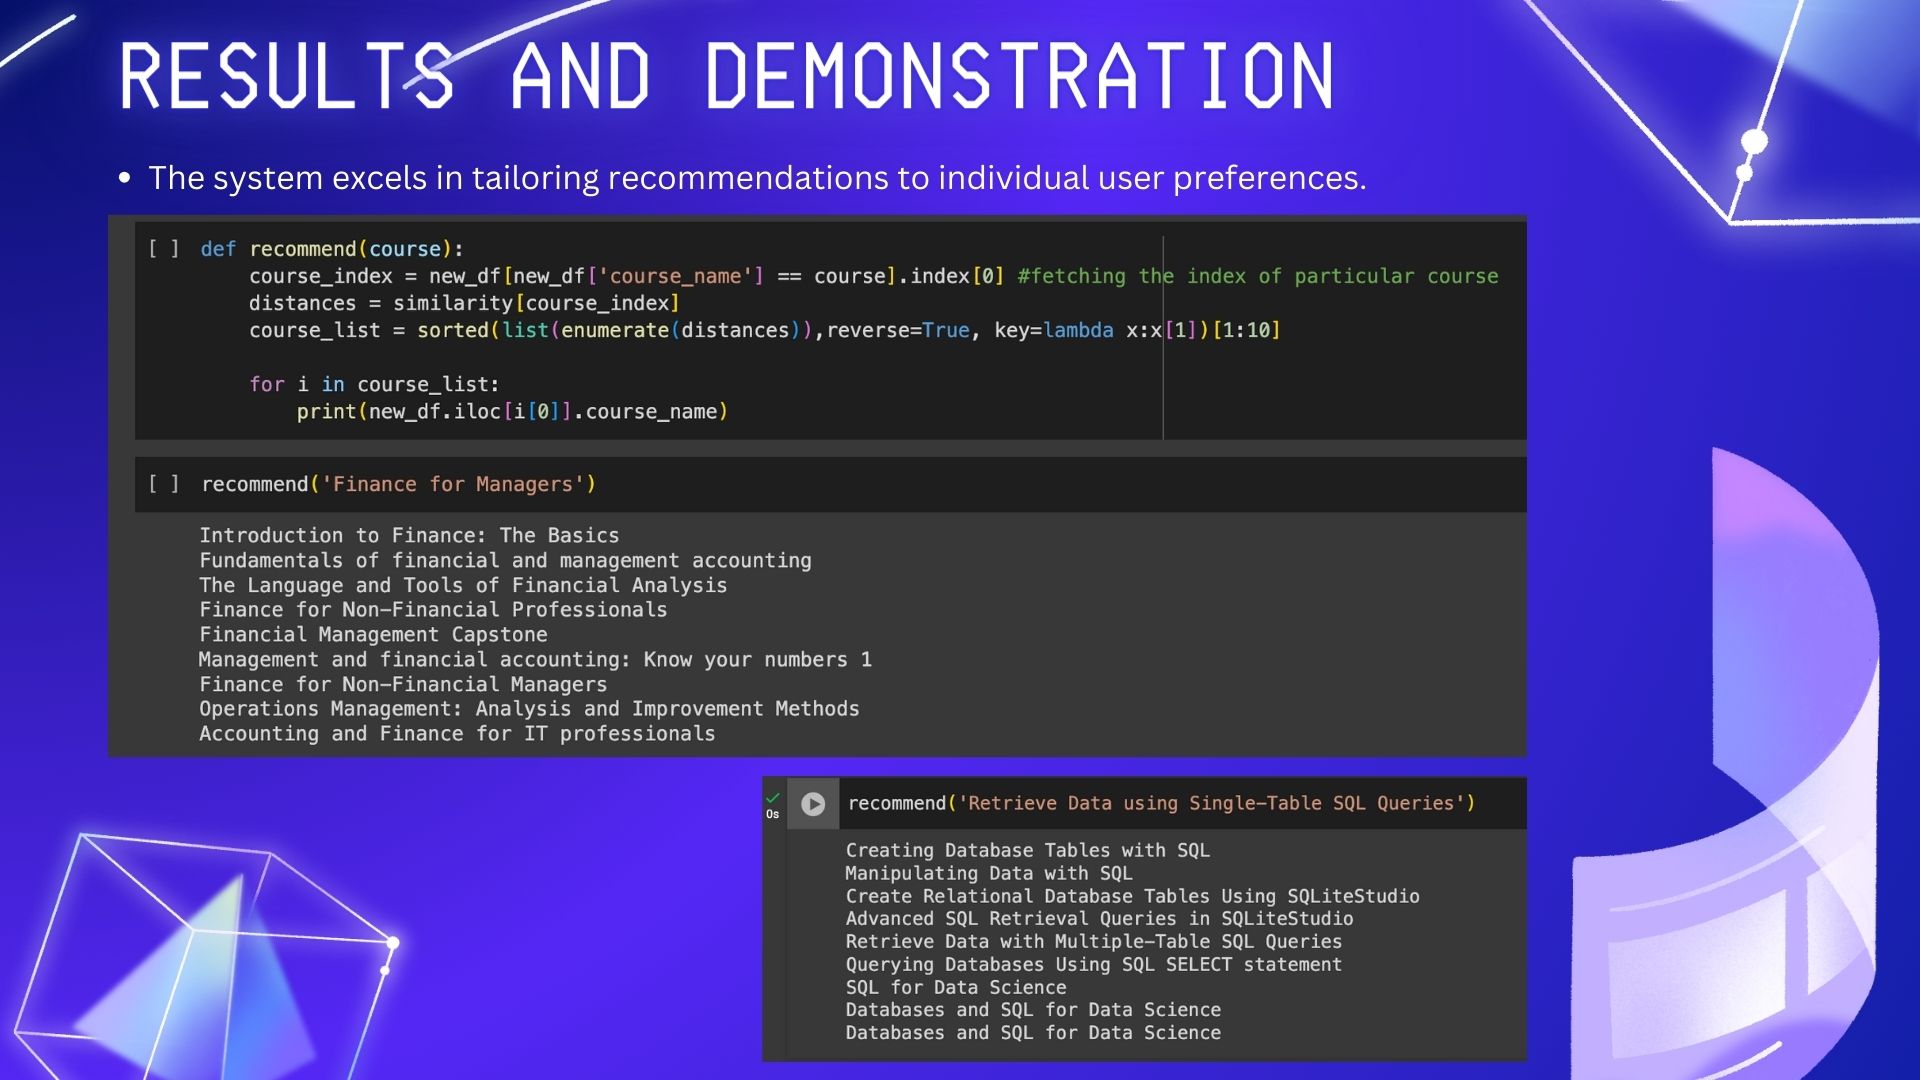 RESULTS AND DEMONSTRATION
• The system excels in tailoring recommendations to individual user preferences.
[ ] def recommend(course):
    course_index = new_df[new_df['course_name'] == course].index[0] #fetching the index of particular course
    distances = similarity[course_index]
    course_list = sorted(list(enumerate(distances)),reverse=True, key=lambda x:x[1])[1:10]
    for i in course_list:
        print(new_df.iloc[i[0]].course_name)
[ ] recommend('Finance for Managers')
Introduction to Finance: The Basics
Fundamentals of financial and management accounting
The Language and Tools of Financial Analysis
Finance for Non-Financial Professionals
Financial Management Capstone
Management and financial accounting: Know your numbers 1
Finance for Non-Financial Managers
Operations Management: Analysis and Improvement Methods
Accounting and Finance for IT professionals
0s recommend('Retrieve Data using Single-Table SQL Queries')
Creating Database Tables with SQL
Manipulating Data with SQL
Create Relational Database Tables Using SQLiteStudio
Advanced SQL Retrieval Queries in SQLiteStudio
Retrieve Data with Multiple-Table SQL Queries
Querying Databases Using SQL SELECT statement
SQL for Data Science
Databases and SQL for Data Science
Databases and SQL for Data Science